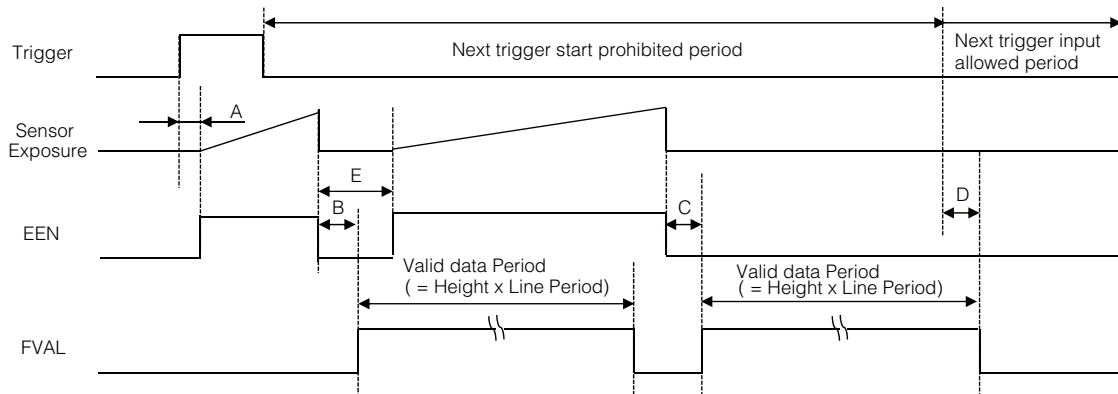 Trigger
Next trigger start prohibited period
Next trigger input
allowed period
A
Sensor
Exposure
E
B
C
D
EEN
Valid data Period
( = Height x Line Period)
Valid data Period
( = Height x Line Period)
FVAL